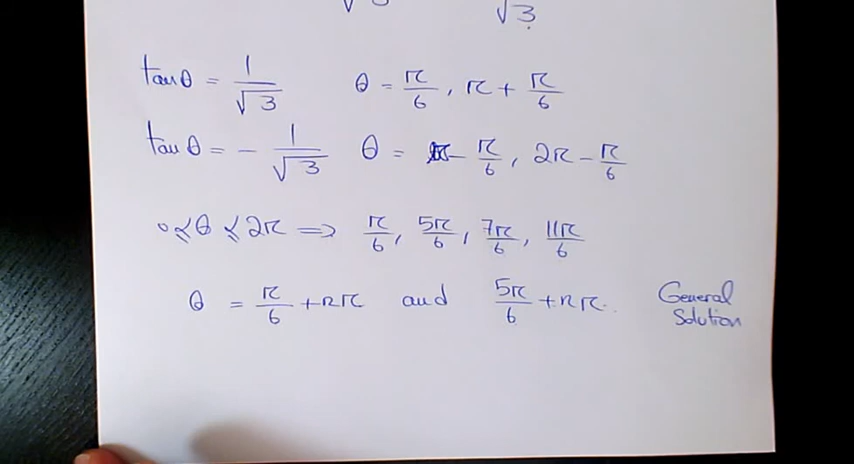 √3
tanθ = 1/√3 θ = π/6, π + π/6
tanθ = - 1/√3 θ = π - π/6, 2π - π/6
0 ≤ θ ≤ 2π ⇒ π/6, 5π/6, 7π/6, 11π/6
θ = π/6 + nπ and 5π/6 + nπ. General
Solution